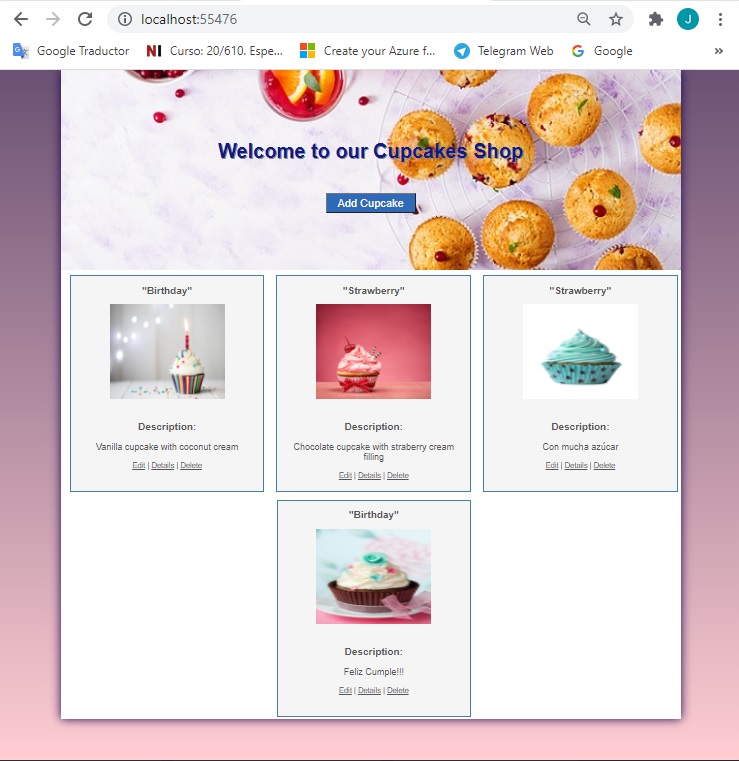 localhost:55476
J
Google Traductor
NI
Curso: 20/610. Espe...
Create your Azure f...
Telegram Web
G
Google
»
Welcome to our Cupcakes Shop
Add Cupcake
"Birthday"
Description:
Vanilla cupcake with coconut cream
Edit | Details | Delete
"Strawberry"
Description:
Chocolate cupcake with straberry cream
filling
Edit | Details | Delete
"Strawberry"
Description:
Con mucha azúcar
Edit | Details | Delete
"Birthday"
Description:
Feliz Cumple!!!
Edit | Details | Delete